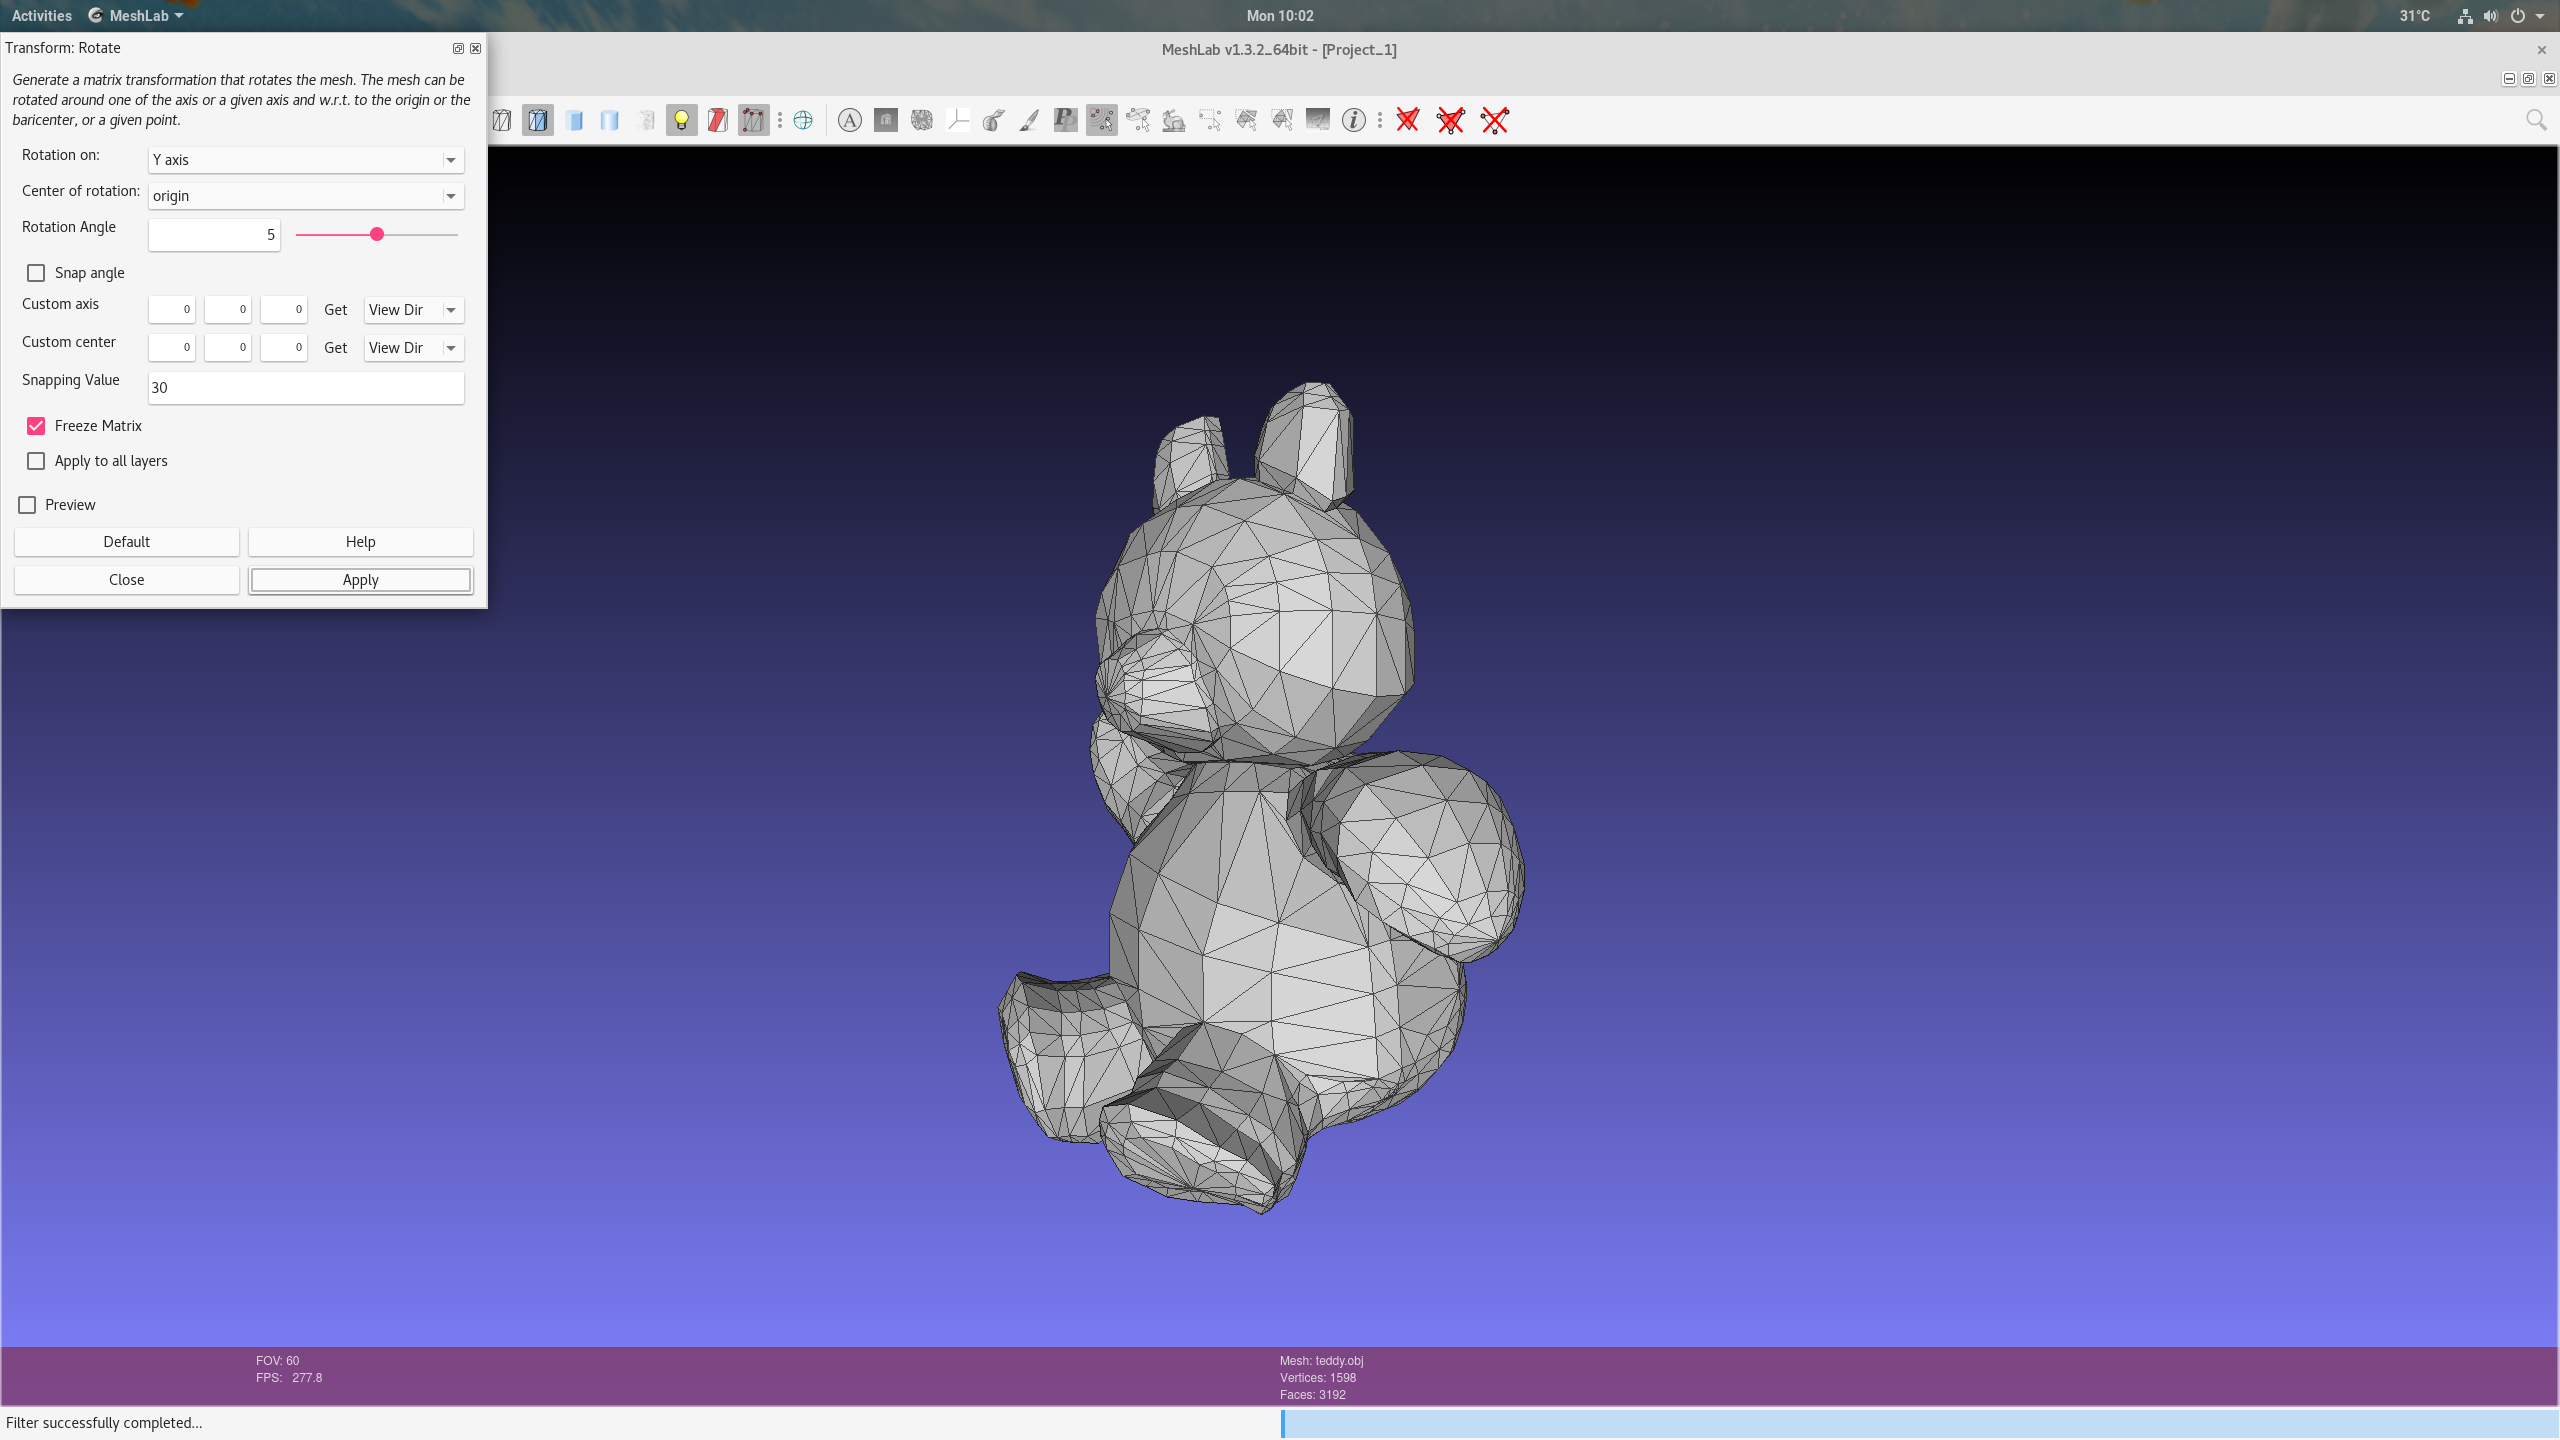 Activities MeshLab Mon 10:02 31°C
Transform: Rotate
MeshLab v1.3.2_64bit - [Project_1]
Generate a matrix transformation that rotates the mesh. The mesh can be
rotated around one of the axis or a given axis and w.r.t. to the origin or the
baricenter, or a given point.
Rotation on: Y axis
Center of rotation: origin
Rotation Angle 5
Snap angle
Custom axis 0 0 0 Get View Dir
Custom center 0 0 0 Get View Dir
Snapping Value 30
Freeze Matrix
Apply to all layers
Preview
Default Help
Close Apply
FOV: 60
FPS: 277.8
Mesh: teddy.obj
Vertices: 1598
Faces: 3192
Filter successfully completed...